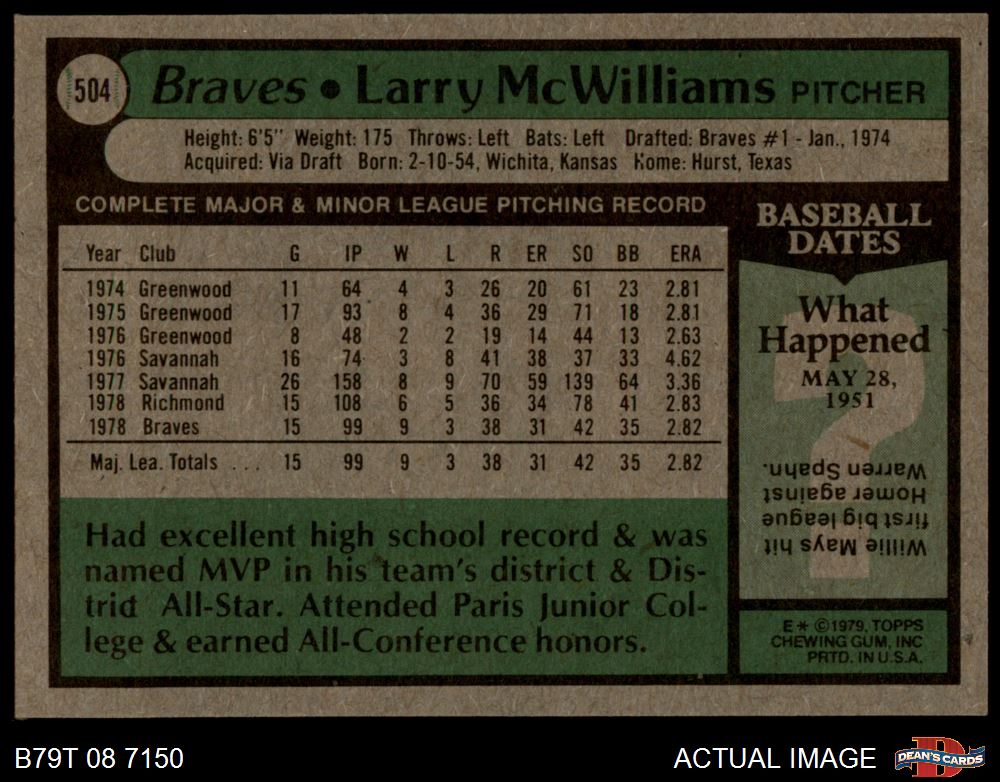 504
Braves • Larry McWilliams PITCHER
Height: 6'5" Weight: 175 Throws: Left Bats: Left Drafted: Braves #1 - Jan., 1974
Acquired: Via Draft Born: 2-10-54, Wichita, Kansas Home: Hurst, Texas
COMPLETE MAJOR & MINOR LEAGUE PITCHING RECORD
Year Club G IP W L R ER SO BB ERA
1974 Greenwood 11 64 4 3 26 20 61 23 2.81
1975 Greenwood 17 93 8 4 36 29 71 18 2.81
1976 Greenwood 8 48 2 2 19 14 44 13 2.63
1976 Savannah 16 74 3 8 41 38 37 33 4.62
1977 Savannah 26 158 8 9 70 59 139 64 3.36
1978 Richmond 15 108 6 5 36 34 78 41 2.83
1978 Braves 15 99 9 3 38 31 42 35 2.82
Maj. Lea. Totals ... 15 99 9 3 38 31 42 35 2.82
Had excellent high school record & was
named MVP in his team's district & Dis-
trict All-Star. Attended Paris Junior Col-
lege & earned All-Conference honors.
BASEBALL
DATES
What
Happened
MAY 28,
1951
?
Willie Mays hit
first big league
Homer against
Warren Spahn.
E* ©1979, TOPPS
CHEWING GUM, INC
PRTD. IN U.S.A.
B79T 08 7150
ACTUAL IMAGE
D
DEAN'S CARDS